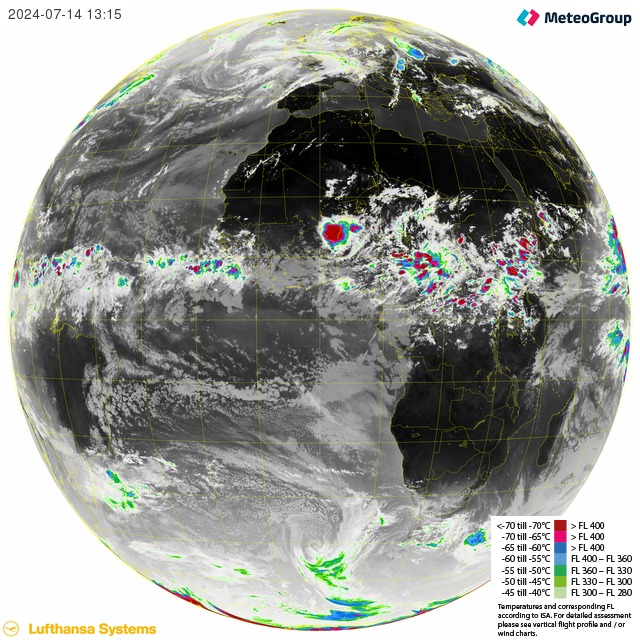 2024-07-14 13:15
MeteoGroup
<-70 till -70°C > FL 400
-70 till -65°C > FL 400
-65 till -60°C > FL 400
-60 till -55°C FL 400 – FL 360
-55 till -50°C FL 360 – FL 330
-50 till -45°C FL 330 – FL 300
-45 till -40°C FL 300 – FL 280
Temperatures and corresponding FL
according to ISA. For detailed assessment
please see vertical flight profile and / or
wind charts.
Lufthansa Systems